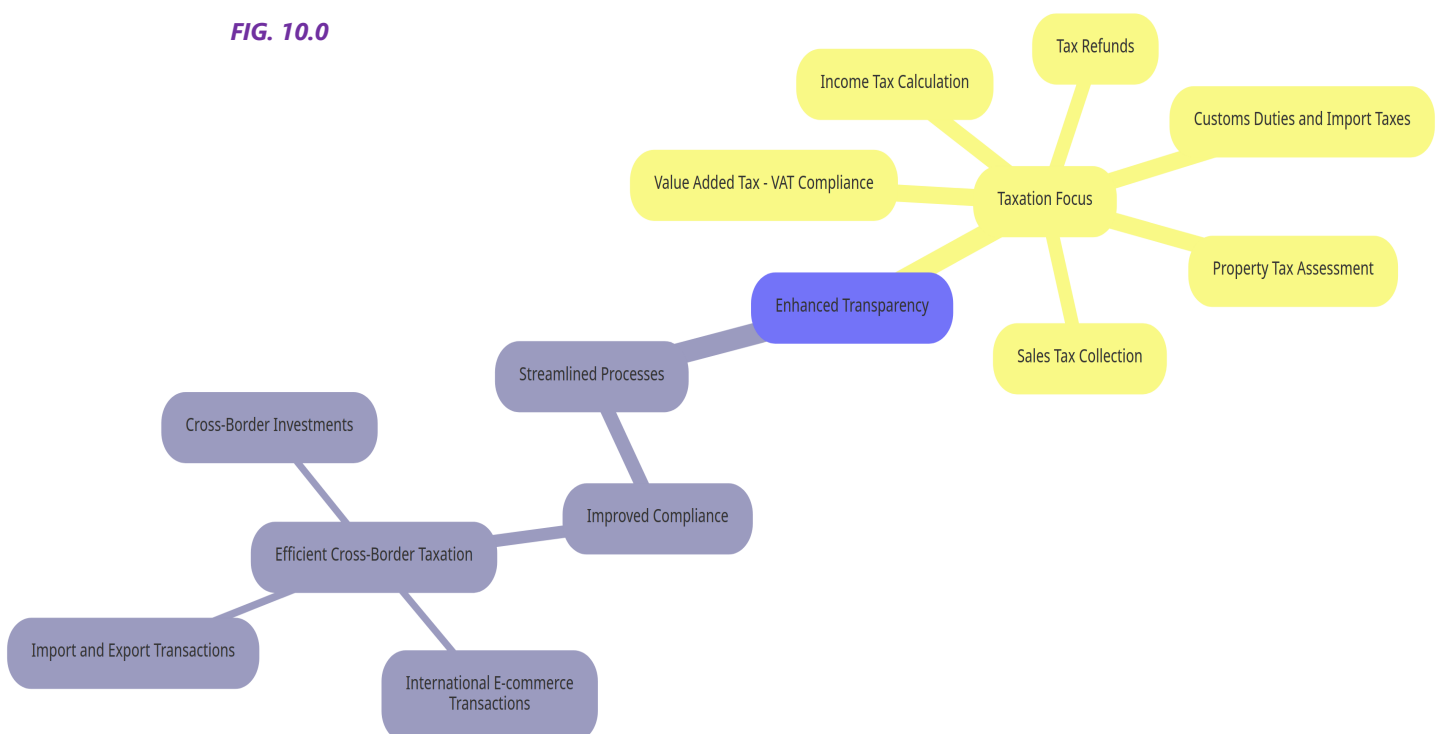 FIG. 10.0
Tax Refunds
Income Tax Calculation
Customs Duties and Import Taxes
Value Added Tax - VAT Compliance
Taxation Focus
Property Tax Assessment
Enhanced Transparency
Sales Tax Collection
Streamlined Processes
Cross-Border Investments
Improved Compliance
Efficient Cross-Border Taxation
Import and Export Transactions
International E-commerce
Transactions